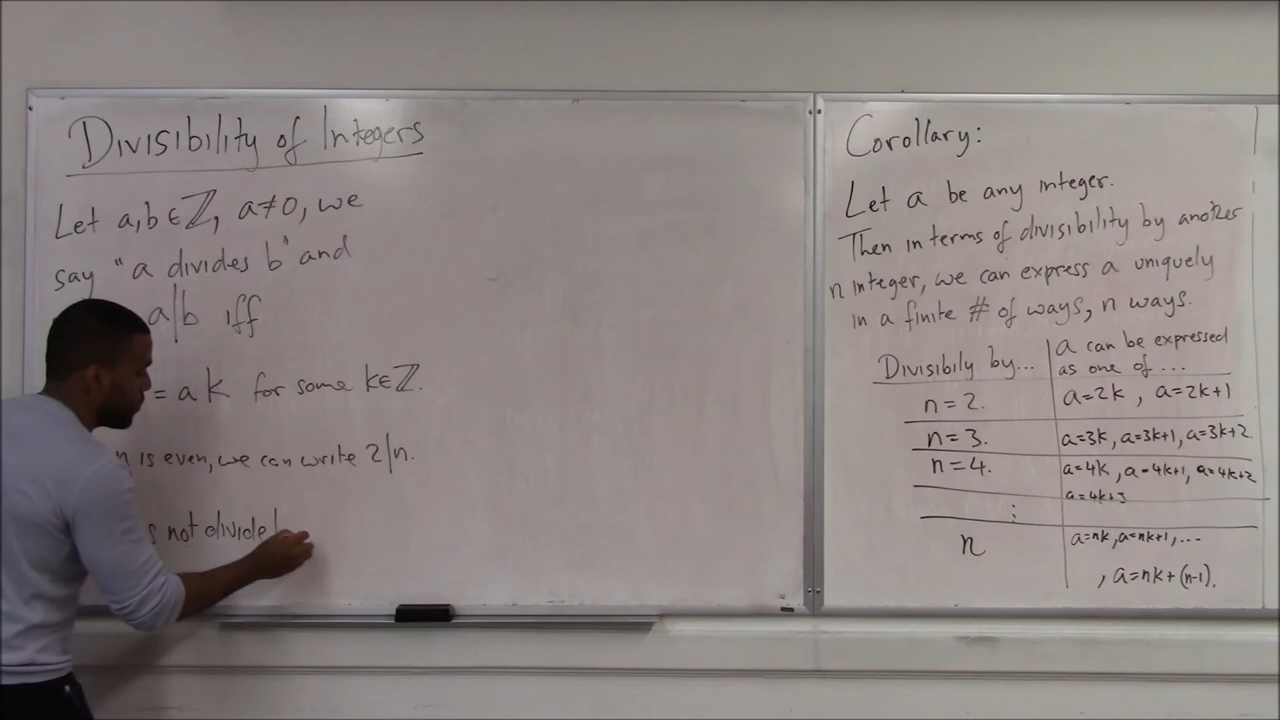 Divisibility of Integers
Let a,b ∈ ℤ, a≠0, we
say "a divides b" and
a|b iff
= ak for some k∈ℤ.
n is even, we can write 2|n.
s not divide b
Corollary:
Let a be any integer.
Then in terms of divisibility by another
n integer, we can express a uniquely
in a finite # of ways, n ways.
Divisibily by... a can be expressed
as one of ...
n=2. a=2k, a=2k+1
n=3. a=3k, a=3k+1, a=3k+2.
n=4. a=4k, a=4k+1, a=4k+2
a=4k+3
⋮
n a=nk, a=nk+1, ...
, a=nk+(n-1).